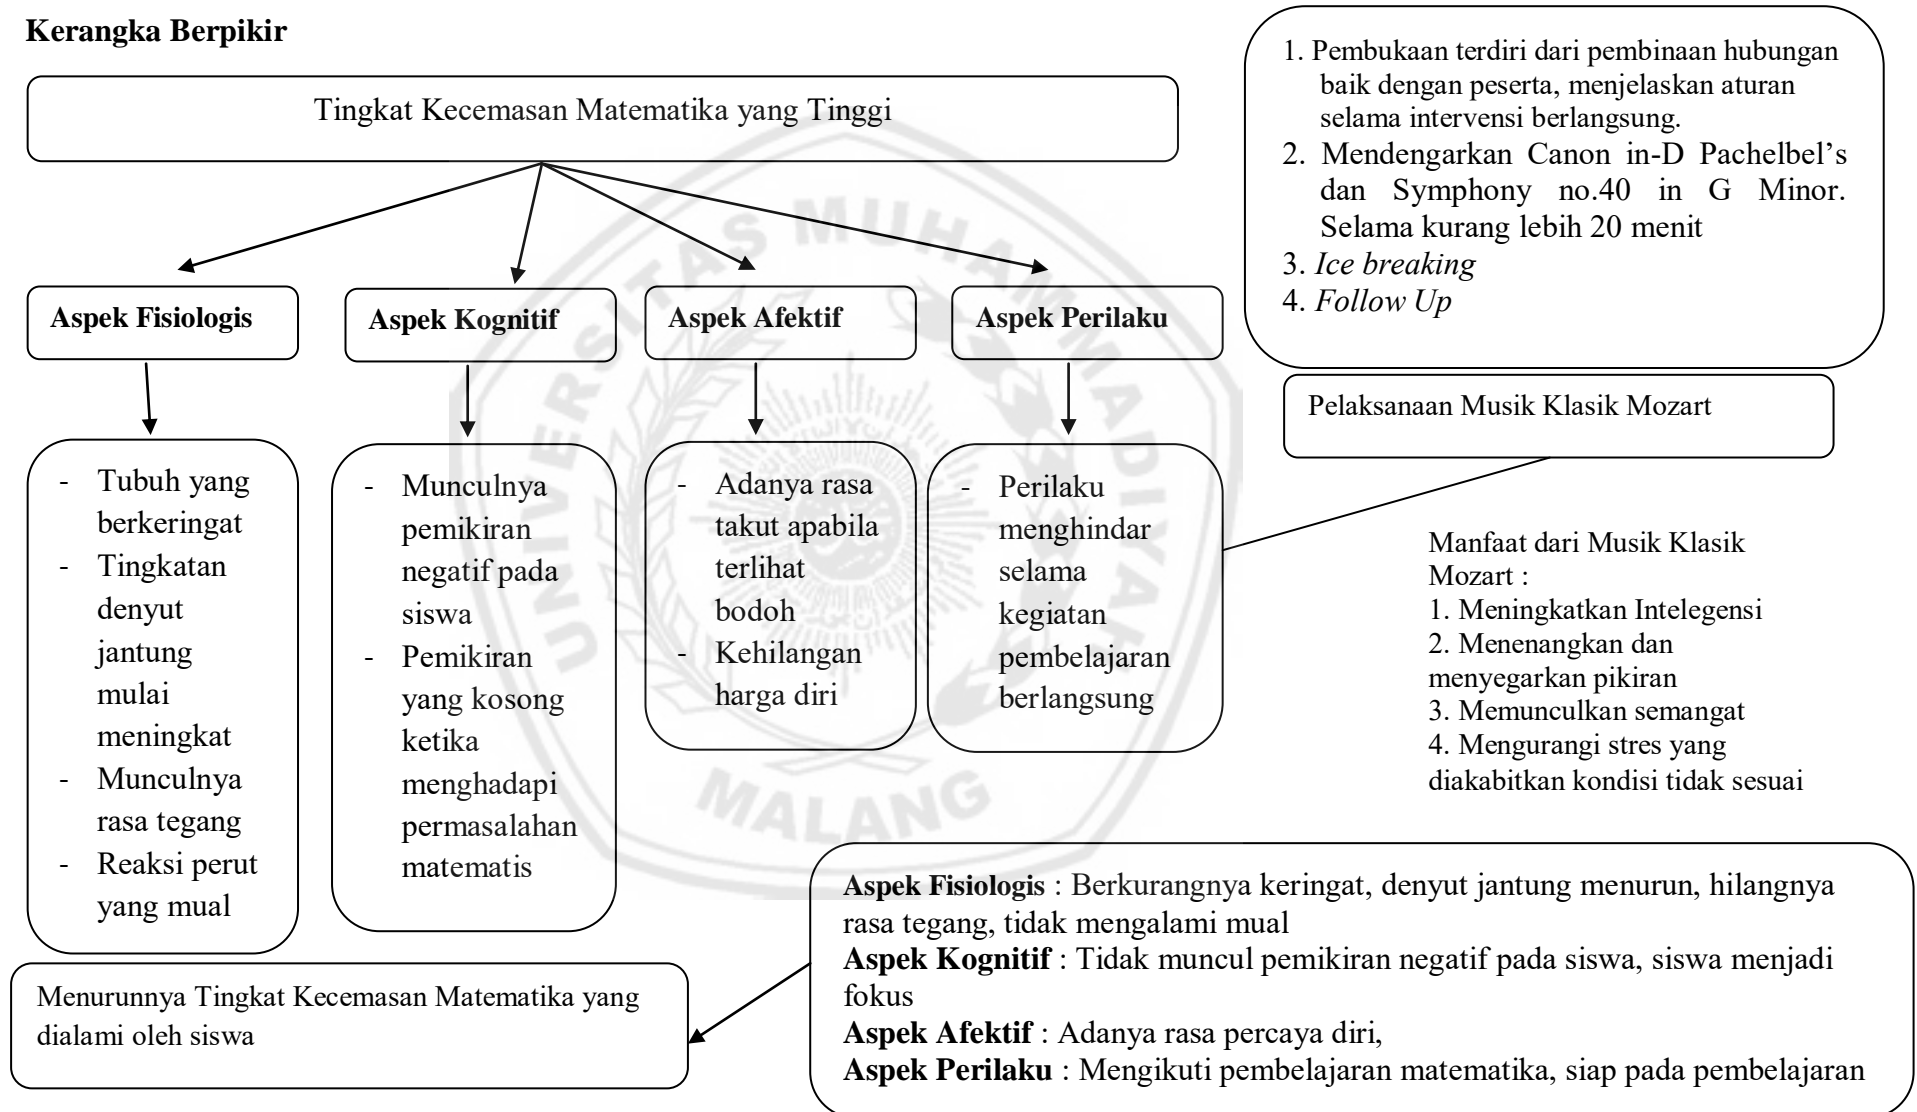 Kerangka Berpikir
Tingkat Kecemasan Matematika yang Tinggi
Aspek Fisiologis
Aspek Kognitif
Aspek Afektif
Aspek Perilaku
- Tubuh yang
berkeringat
- Tingkatan
denyut
jantung
mulai
meningkat
- Munculnya
rasa tegang
- Reaksi perut
yang mual
- Munculnya
pemikiran
negatif pada
siswa
- Pemikiran
yang kosong
ketika
menghadapi
permasalahan
matematis
- Adanya rasa
takut apabila
terlihat
bodoh
- Kehilangan
harga diri
- Perilaku
menghindar
selama
kegiatan
pembelajaran
berlangsung
1. Pembukaan terdiri dari pembinaan hubungan
baik dengan peserta, menjelaskan aturan
selama intervensi berlangsung.
2. Mendengarkan Canon in-D Pachelbel’s
dan Symphony no.40 in G Minor.
Selama kurang lebih 20 menit
3. Ice breaking
4. Follow Up
Pelaksanaan Musik Klasik Mozart
Manfaat dari Musik Klasik
Mozart :
1. Meningkatkan Intelegensi
2. Menenangkan dan
menyegarkan pikiran
3. Memunculkan semangat
4. Mengurangi stres yang
diakabitkan kondisi tidak sesuai
Aspek Fisiologis : Berkurangnya keringat, denyut jantung menurun, hilangnya
rasa tegang, tidak mengalami mual
Aspek Kognitif : Tidak muncul pemikiran negatif pada siswa, siswa menjadi
fokus
Aspek Afektif : Adanya rasa percaya diri,
Aspek Perilaku : Mengikuti pembelajaran matematika, siap pada pembelajaran
Menurunnya Tingkat Kecemasan Matematika yang
dialami oleh siswa
UNIVERSITAS MUHAMMADIYAH
MALANG